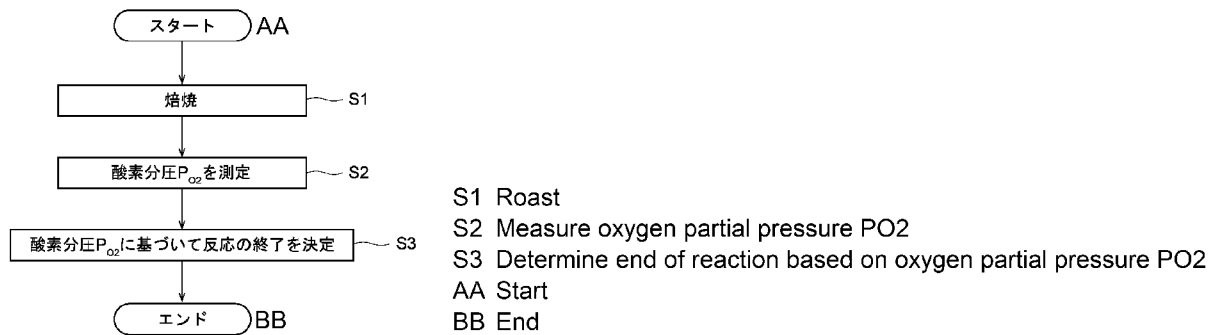 スタート AA
焙焼 S1
酸素分圧PO2を測定 S2
酸素分圧PO2に基づいて反応の終了を決定 S3
エンド BB
S1 Roast
S2 Measure oxygen partial pressure PO2
S3 Determine end of reaction based on oxygen partial pressure PO2
AA Start
BB End